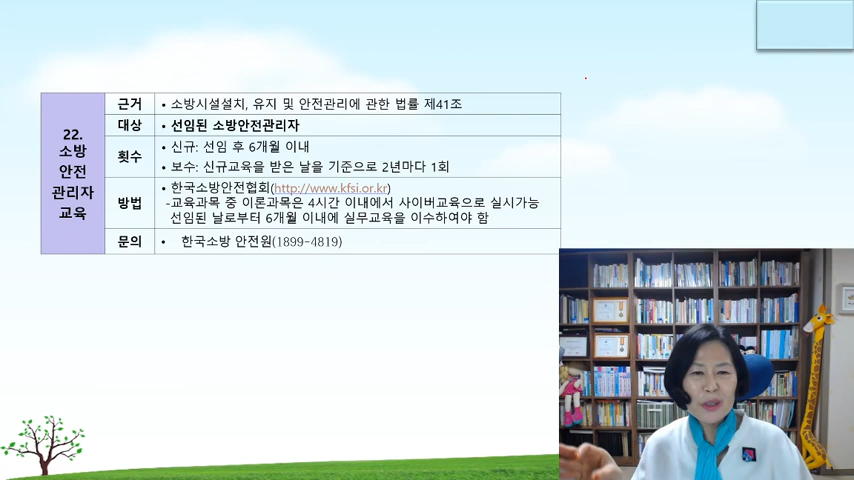 22.
소방
안전
관리자
교육
근거
• 소방시설설치, 유지 및 안전관리에 관한 법률 제41조
대상
• 선임된 소방안전관리자
횟수
• 신규: 선임 후 6개월 이내
• 보수: 신규교육을 받은 날을 기준으로 2년마다 1회
방법
• 한국소방안전협회(http://www.kfsi.or.kr)
-교육과목 중 이론과목은 4시간 이내에서 사이버교육으로 실시가능
선임된 날로부터 6개월 이내에 실무교육을 이수하여야 함
문의
• 한국소방 안전원(1899-4819)